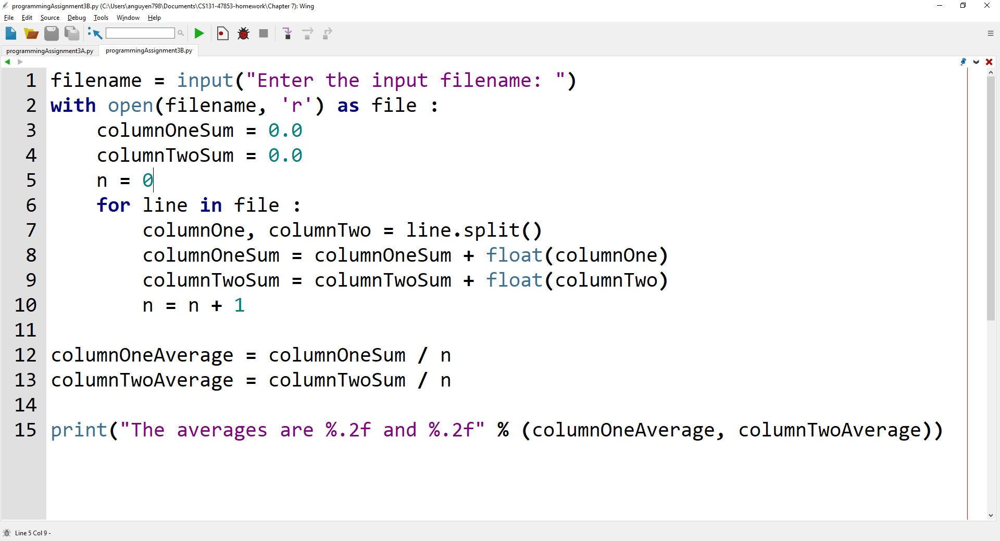 programmingAssignment3B.py (C:\Users\anguyen798\Documents\CS131-47853-homework\Chapter 7): Wing
File Edit Source Debug Tools Window Help
programmingAssignment3A.py programmingAssignment3B.py
1 filename = input("Enter the input filename: ")
2 with open(filename, 'r') as file :
3     columnOneSum = 0.0
4     columnTwoSum = 0.0
5     n = 0
6     for line in file :
7         columnOne, columnTwo = line.split()
8         columnOneSum = columnOneSum + float(columnOne)
9         columnTwoSum = columnTwoSum + float(columnTwo)
10         n = n + 1
11
12 columnOneAverage = columnOneSum / n
13 columnTwoAverage = columnTwoSum / n
14
15 print("The averages are %.2f and %.2f" % (columnOneAverage, columnTwoAverage))
Line 5 Col 9 -